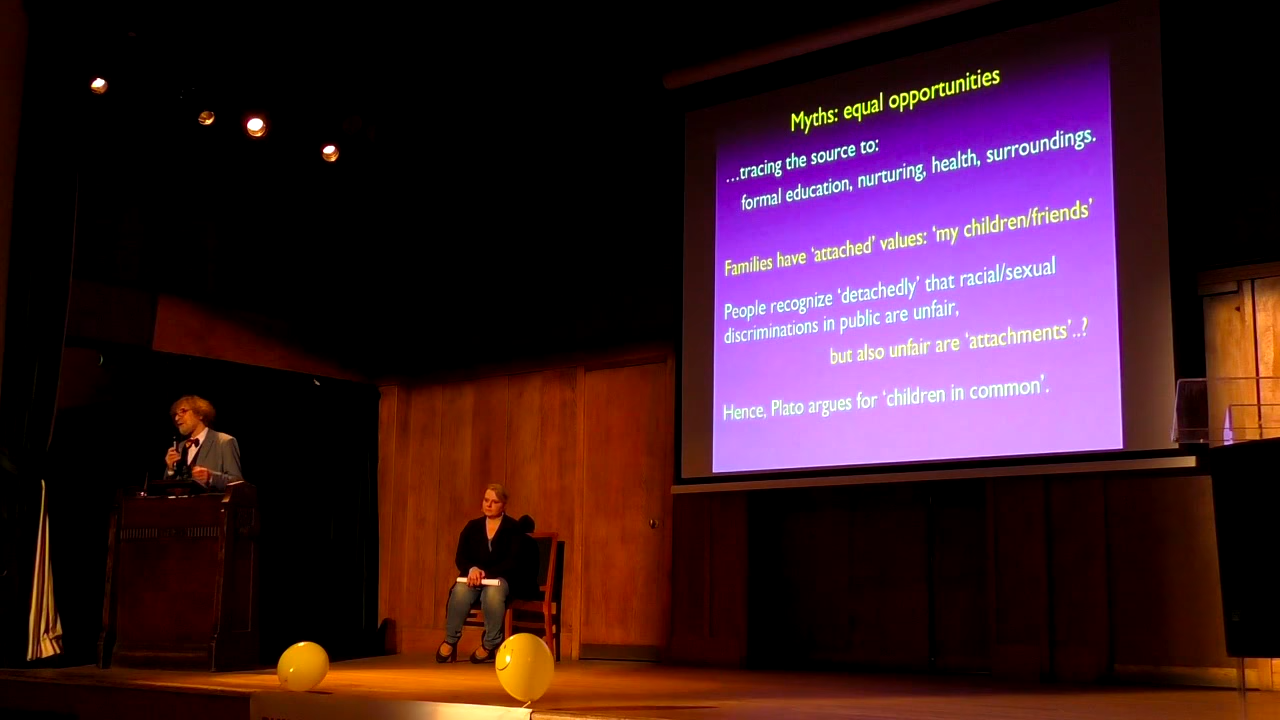 Myths: equal opportunities
...tracing the source to:
formal education, nurturing, health, surroundings.
Families have ‘attached’ values: ‘my children/friends’
People recognize ‘detachedly’ that racial/sexual
discriminations in public are unfair,
but also unfair are ‘attachments’..?
Hence, Plato argues for ‘children in common’.